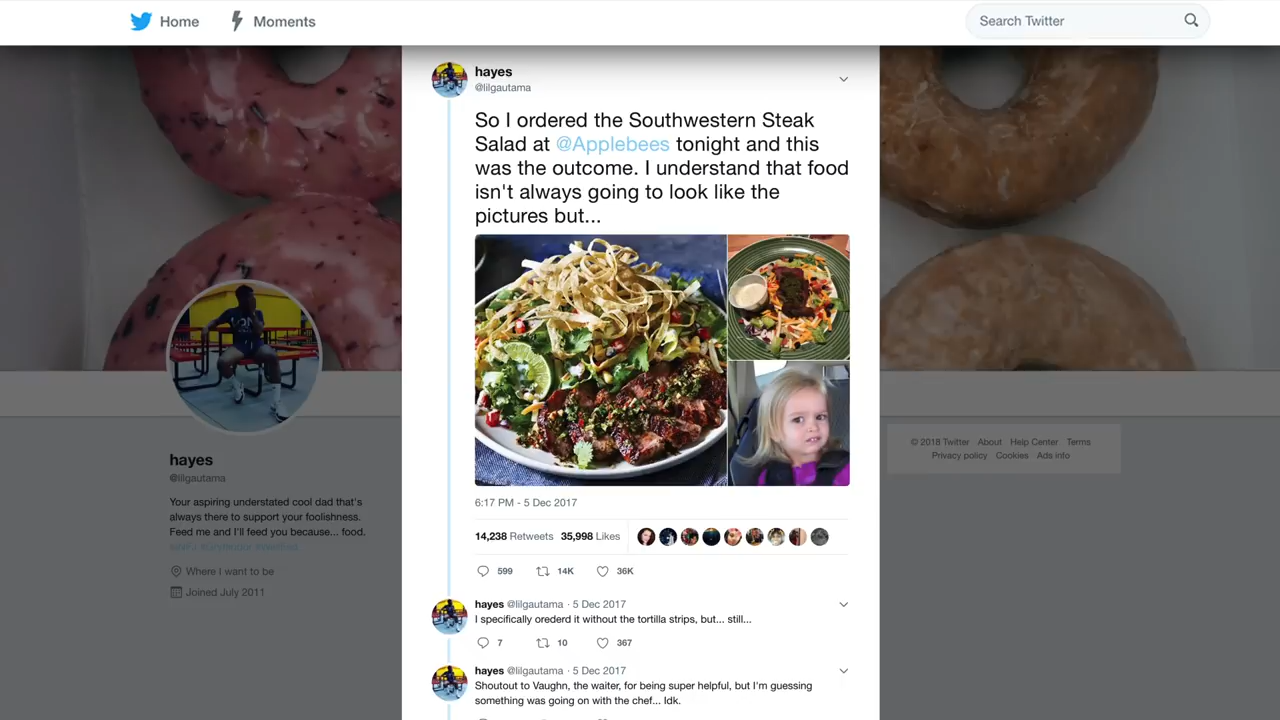 Home
Moments
Search Twitter
hayes
@lilgautama
So I ordered the Southwestern Steak
Salad at @Applebees tonight and this
was the outcome. I understand that food
isn't always going to look like the
pictures but...
6:17 PM - 5 Dec 2017
14,238 Retweets 35,998 Likes
599 14K 36K
hayes @lilgautama · 5 Dec 2017
I specifically orederd it without the tortilla strips, but... still...
7 10 367
hayes @lilgautama · 5 Dec 2017
Shoutout to Vaughn, the waiter, for being super helpful, but I'm guessing
something was going on with the chef... Idk.
hayes
@lilgautama
Your aspiring understated cool dad that's
always there to support your foolishness.
Feed me and I'll feed you because... food.
Where I want to be
Joined July 2011
© 2018 Twitter About Help Center Terms
Privacy policy Cookies Ads info